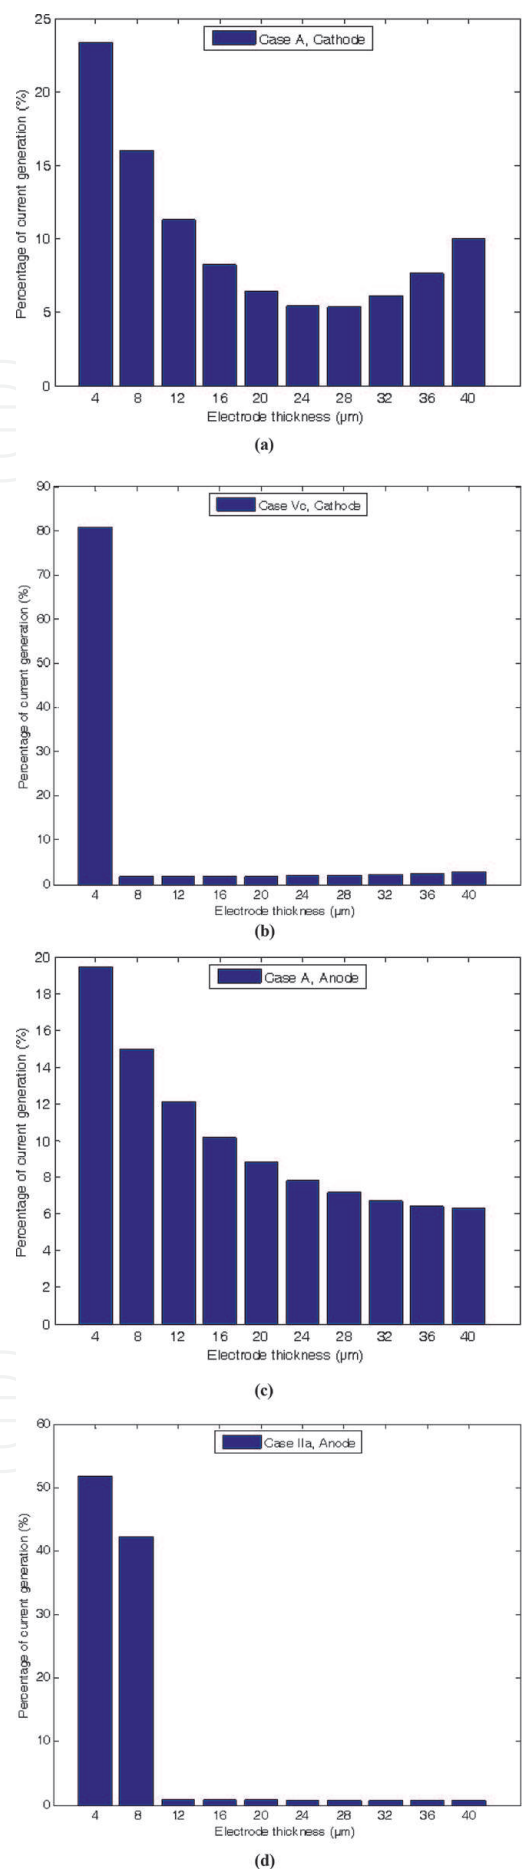 25
Case A, Cathode
20
15
10
5
0
Percentage of current generation (%)
4 8 12 16 20 24 28 32 36 40
Electrode thickness (µm)
(a)
90
Case Vc, Cathode
80
70
60
50
40
30
20
10
0
Percentage of current generation (%)
4 8 12 16 20 24 28 32 36 40
Electrode thickness (µm)
(b)
20
Case A, Anode
18
16
14
12
10
8
6
4
2
0
Percentage of current generation (%)
4 8 12 16 20 24 28 32 36 40
Electrode thickness (µm)
(c)
60
Case IIa, Anode
50
40
30
20
10
0
Percentage of current generation (%)
4 8 12 16 20 24 28 32 36 40
Electrode thickness (µm)
(d)